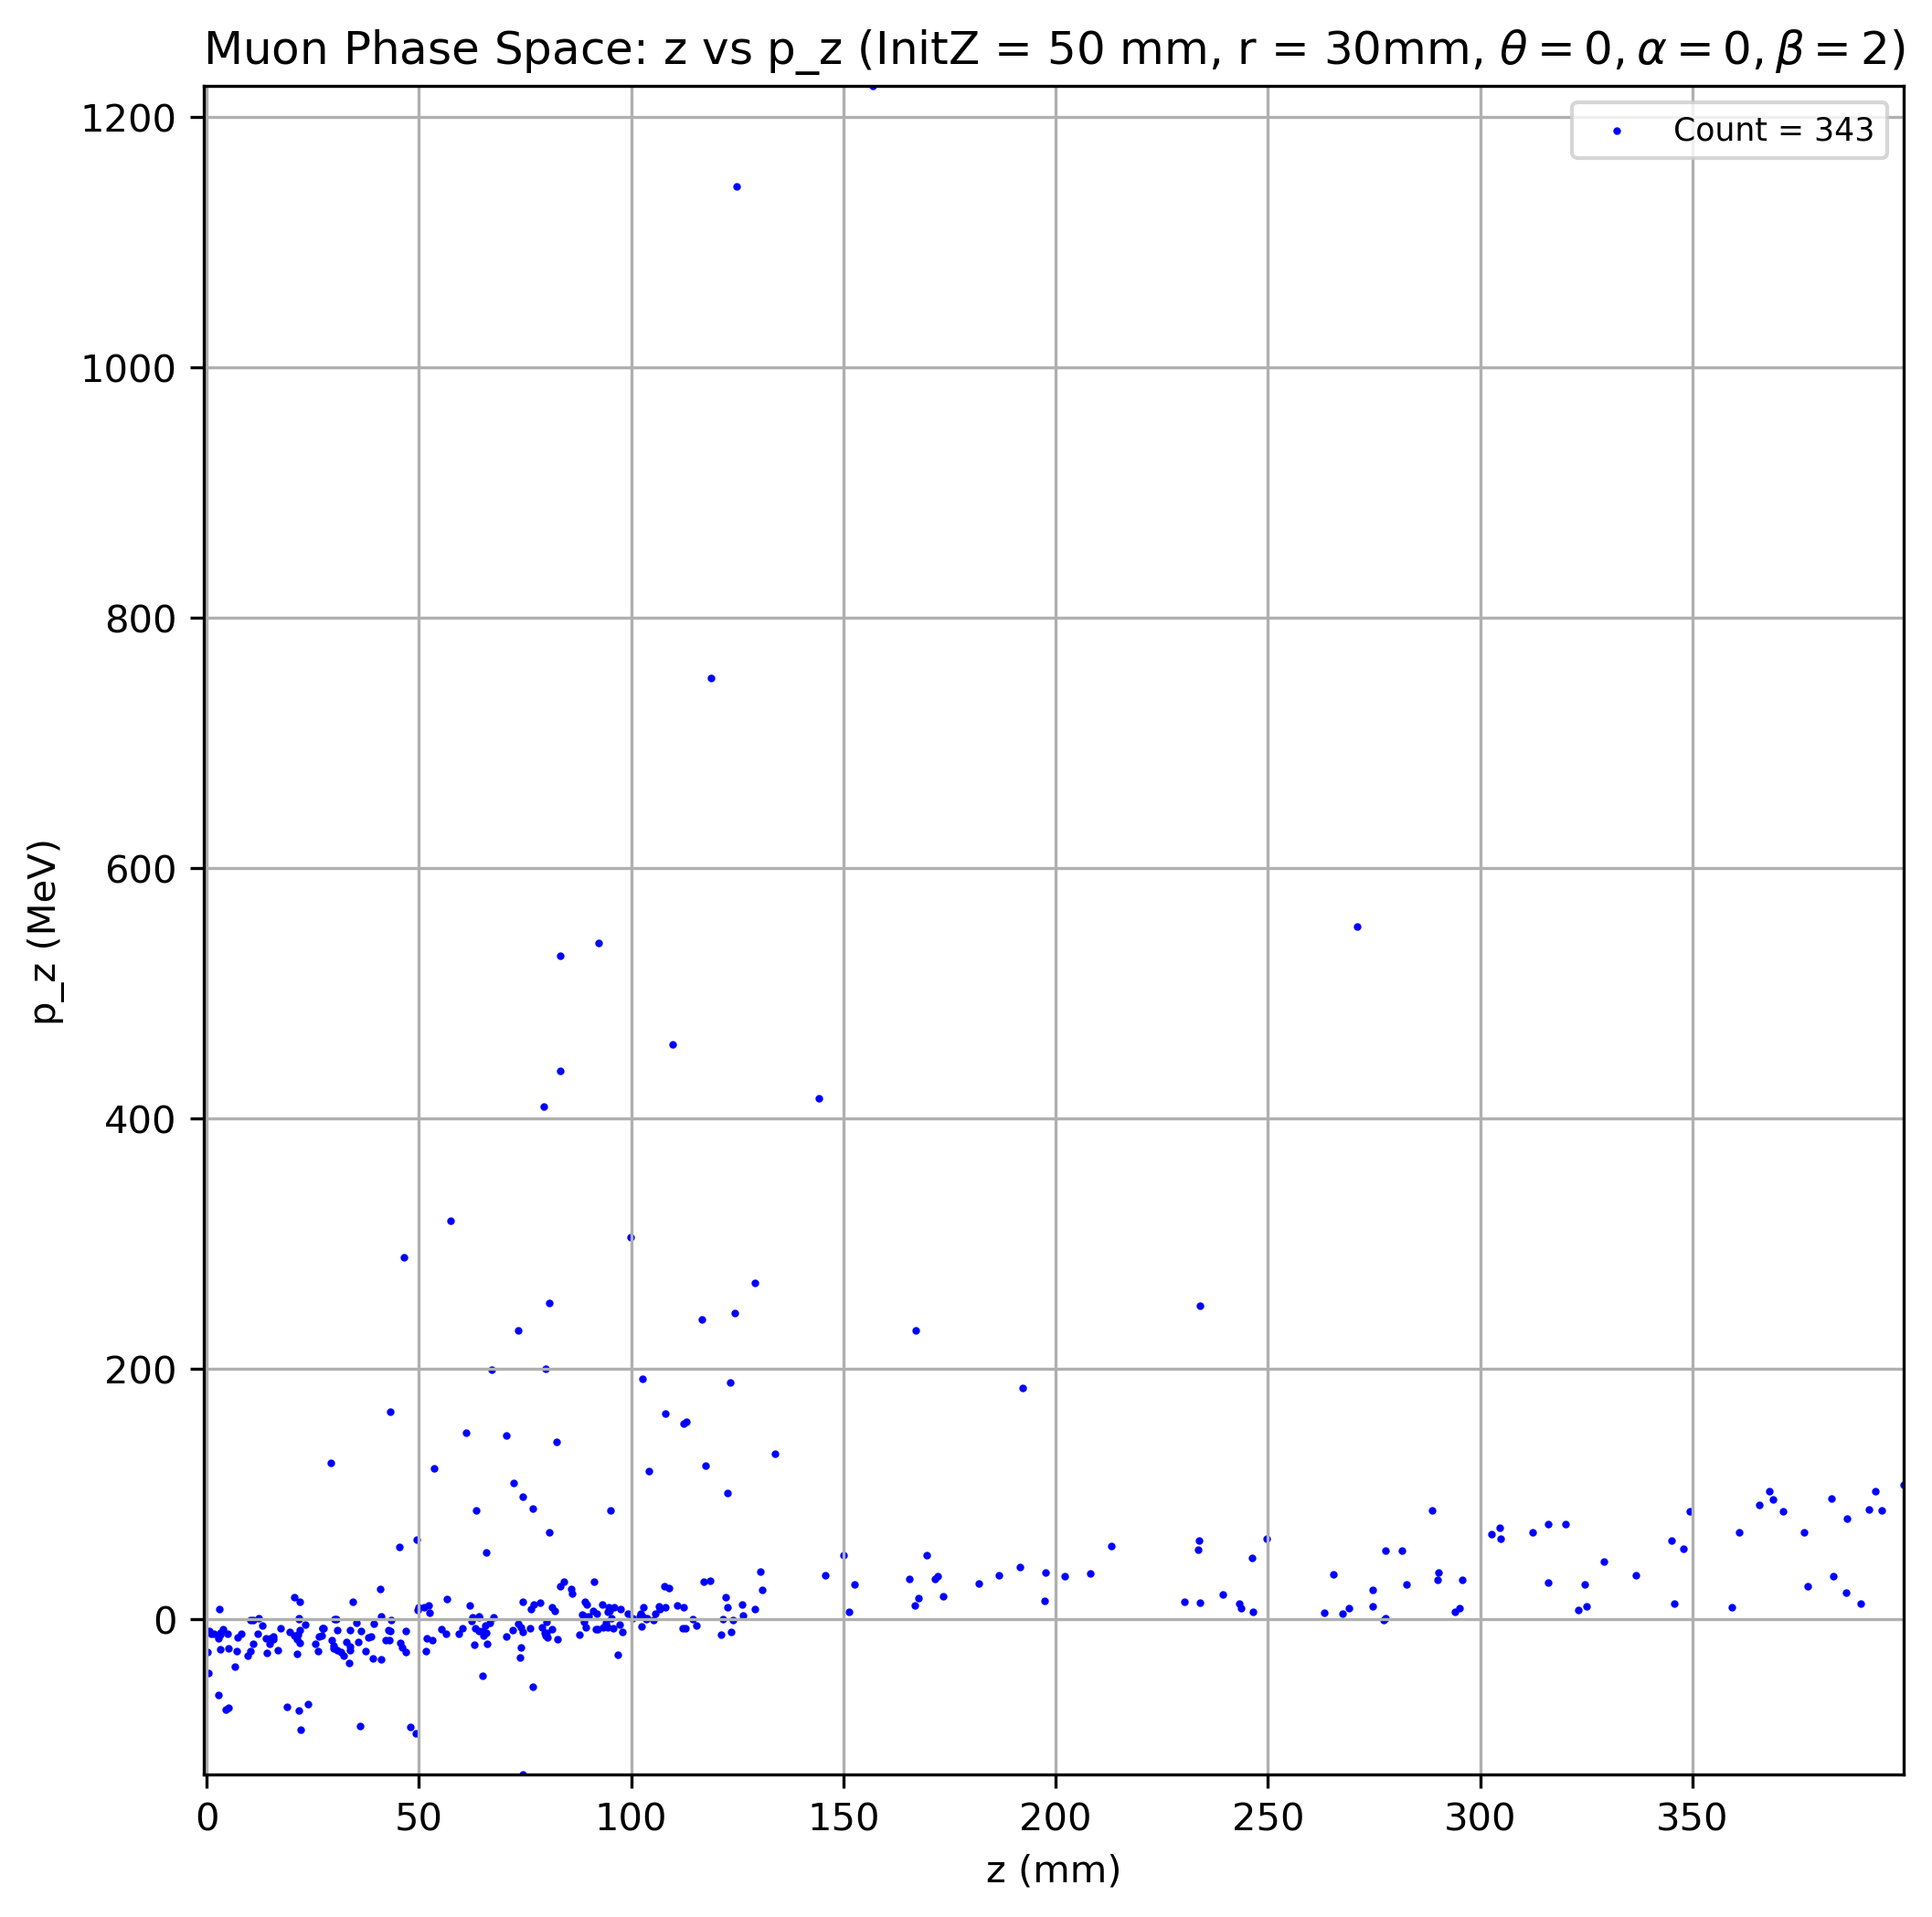 Muon Phase Space: z vs p_z (InitZ = 50 mm, r = 30mm, θ = 0, α = 0, β = 2)
Count = 343
1200
1000
800
600
400
200
0
p_z (MeV)
0 50 100 150 200 250 300 350
z (mm)